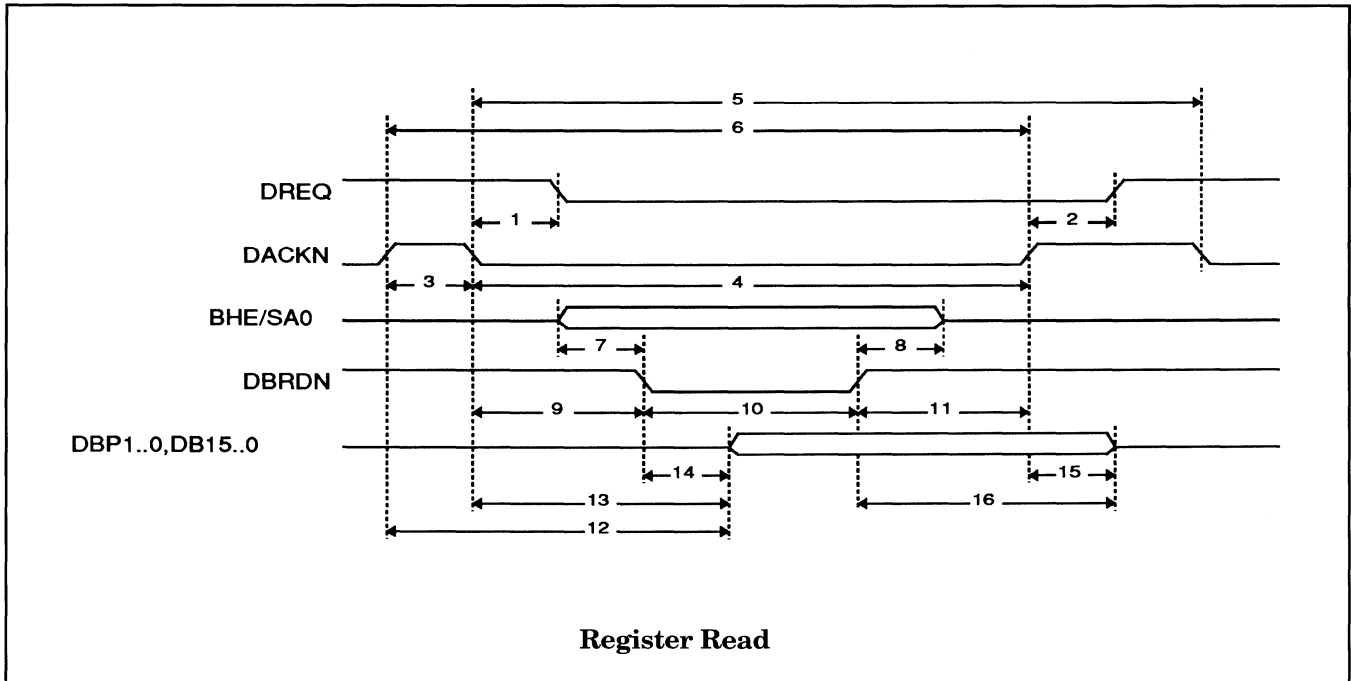 5
6
DREQ
1 2
DACKN
3 4
BHE/SA0
7 8
DBRDN
9 10 11
DBP1..0,DB15..0
14 15
13 16
12
Register Read